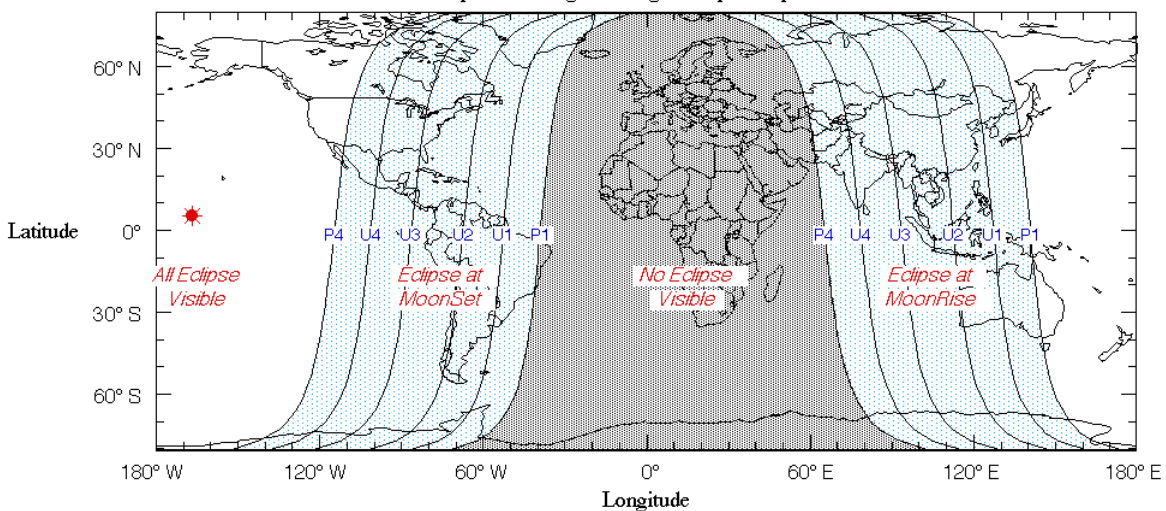 60° N
30° N
Latitude
0°
P4 U4 U3 U2 U1 P1 P4 U4 U3 U2 U1 P1
All Eclipse
Visible
Eclipse at
MoonSet
No Eclipse
Visible
Eclipse at
MoonRise
30° S
60° S
180° W 120° W 60° W 0° 60° E 120° E 180° E
Longitude